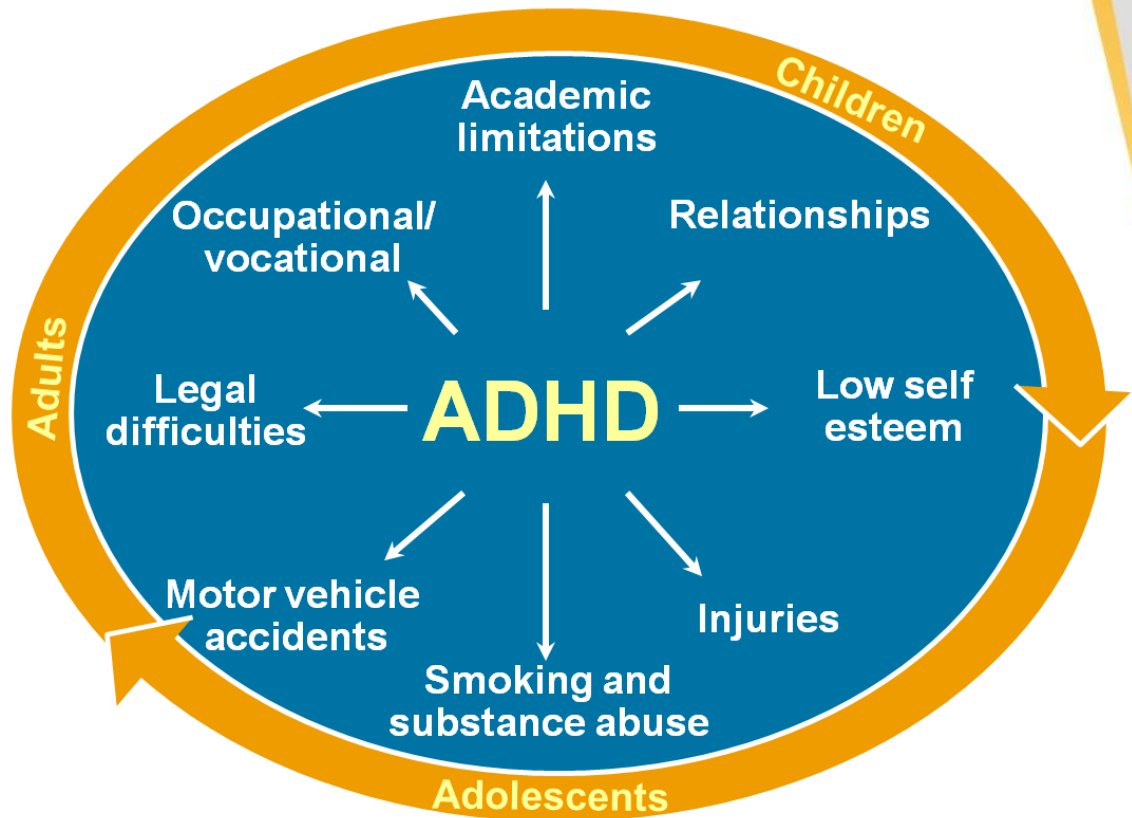 Children
Academic
limitations
Relationships
Occupational/
vocational
Adults
Legal
difficulties
ADHD
Low self
esteem
Motor vehicle
accidents
Injuries
Smoking and
substance abuse
Adolescents